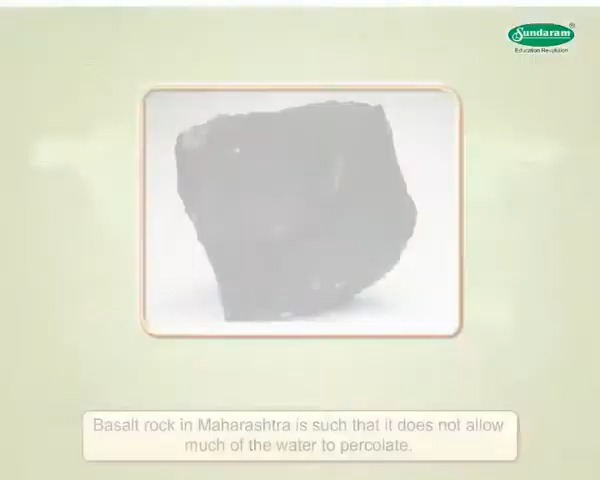 Sundaram®
Education Revolution
Basalt rock in Maharashtra is such that it does not allow
much of the water to percolate.